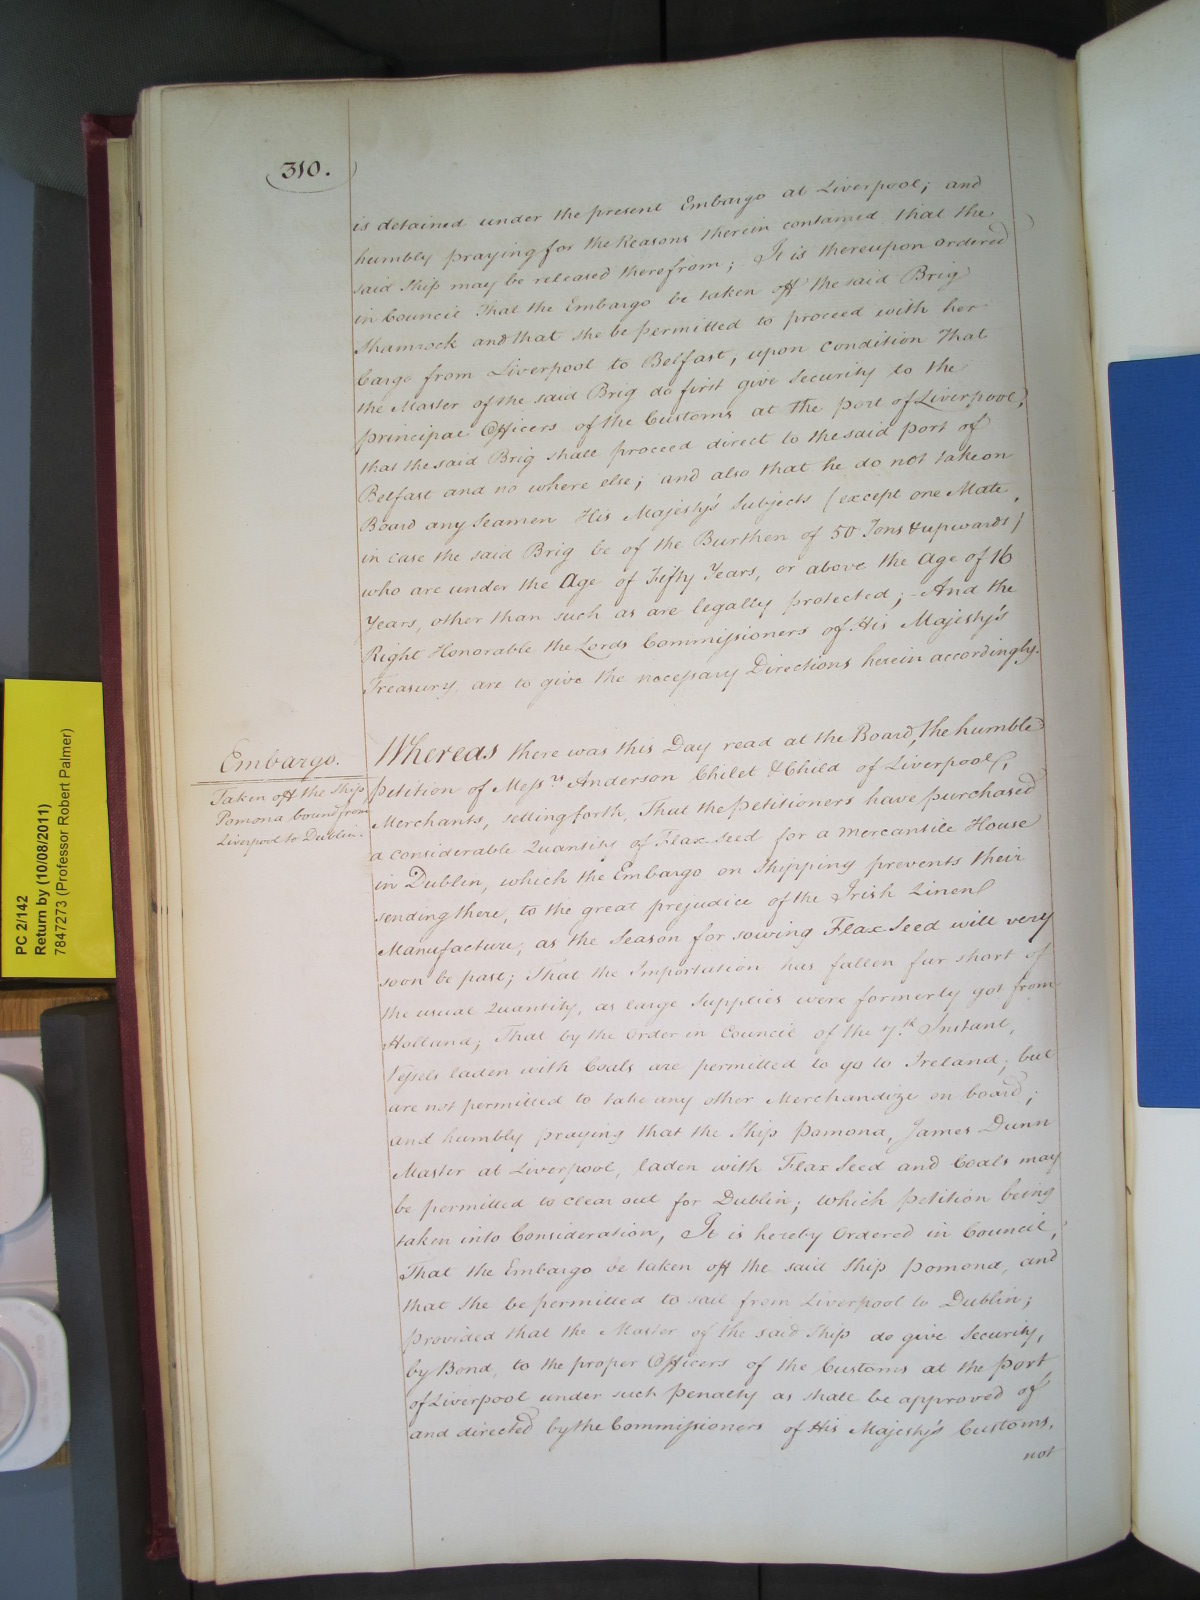 310.
is detained under the present Embargo at Liverpool; and
humbly praying for the Reasons therein contained that the
said Ship may be released therefrom; It is thereupon ordered
in Council That the Embargo be taken off the said Brig
Shamrock and that she be permitted to proceed with her
Cargo from Liverpool to Belfast, upon condition That
the Master of the said Brig do first give Security to the
principal Officers of the Customs at the port of Liverpool,
that the said Brig shall proceed direct to the said port of
Belfast and no where else; and also that he do not take on
Board any Seamen His Majesty's Subjects (except one Mate,
in case the said Brig be of the Burthen of 50 Tons & upwards)
who are under the Age of Fifty Years, or above the Age of 16
Years, other than such as are legally protected; - And the
Right Honorable the Lords Commissioners of His Majesty's
Treasury are to give the necessary Directions herein accordingly.
Embargo.
Taken off the Ship
Pomona bound from
Liverpool to Dublin.
Whereas there was this Day read at the Board, the humble
Petition of Messrs Anderson Child & Child of Liverpool,
Merchants, setting forth, That the Petitioners have purchased
a considerable Quantity of Flax Seed for a mercantile House
in Dublin, which the Embargo on Shipping prevents their
sending there, to the great prejudice of the Irish Linen
Manufacture, as the Season for sowing Flax Seed will very
soon be past; That the Importation has fallen far short of
the usual Quantity, as large Supplies were formerly got from
Holland; That by the Order in Council of the 7th Instant,
Vessels laden with Coals are permitted to go to Ireland, but
are not permitted to take any other Merchandize on board;
and humbly praying that the Ship Pomona, James Dunn
Master at Liverpool, laden with Flax Seed and Coals may
be permitted to clear out for Dublin; which Petition being
taken into Consideration, It is hereby Ordered in Council,
That the Embargo be taken off the said Ship Pomona, and
that she be permitted to sail from Liverpool to Dublin;
provided that the Master of the said Ship do give Security,
by Bond, to the proper Officers of the Customs at the Port
of Liverpool under such Penalty as shall be approved of
and directed by the Commissioners of His Majesty's Customs,
not
PC 2/142
Return by (10/08/2011)
7847273 (Professor Robert Palmer)